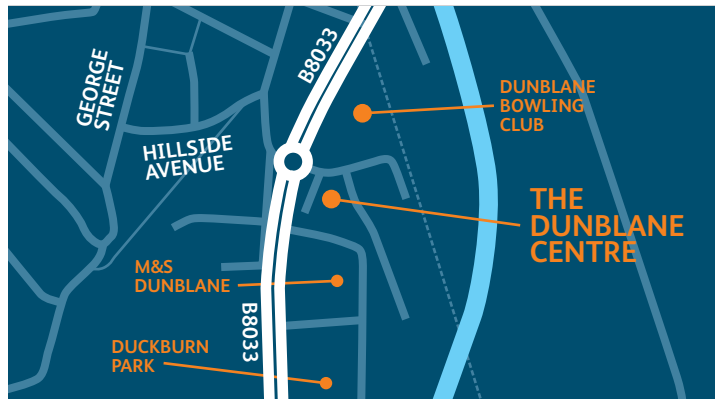 B8033
GEORGE
STREET
DUNBLANE
BOWLING
CLUB
HILLSIDE
AVENUE
THE
DUNBLANE
CENTRE
M&S
DUNBLANE
B8033
DUCKBURN
PARK